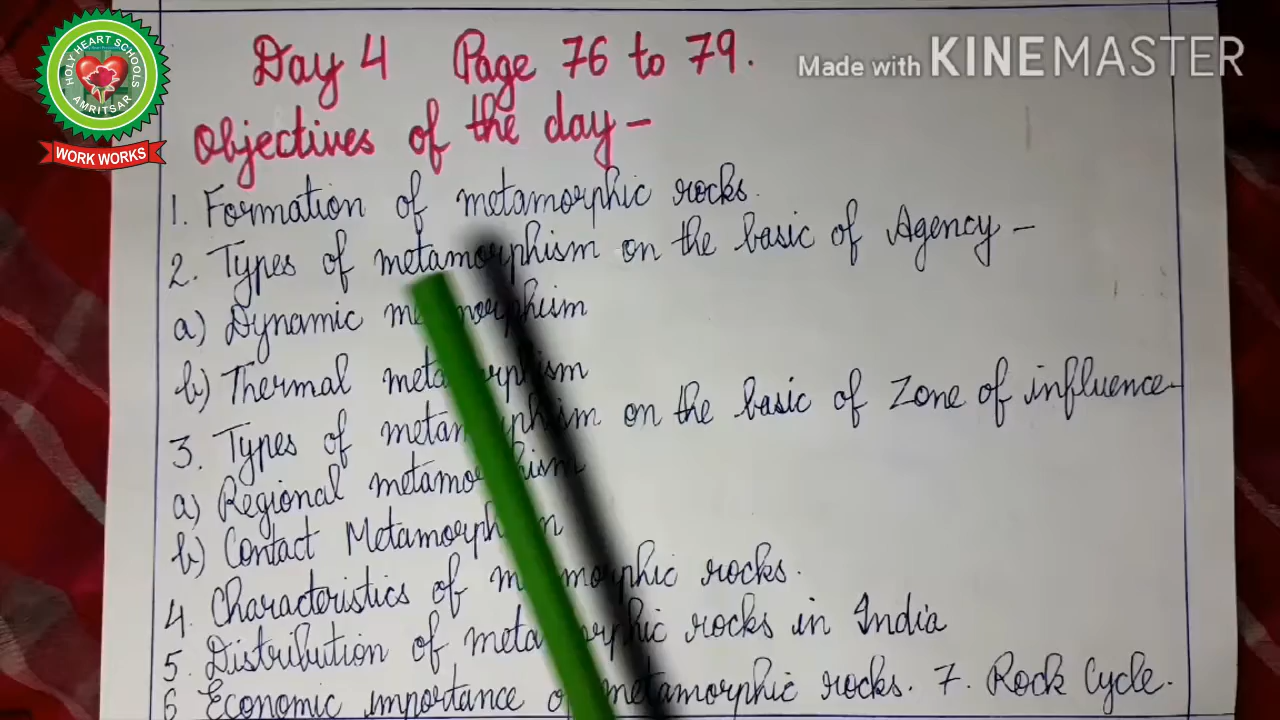 HOLY HEART SCHOOLS
AMRITSAR
WORK WORKS
Made with KINEMASTER
Day 4 Page 76 to 79.
Objectives of the day -
1. Formation of metamorphic rocks.
2. Types of metamorphism on the basic of Agency -
a) Dynamic
b) Thermal
3. Types of on the basic of Zone of influence -
a) Regional
b) Contact
4. Characteristics of rocks.
5. Distribution of rocks in India
6 Economic importance metamorphic rocks. 7. Rock Cycle.